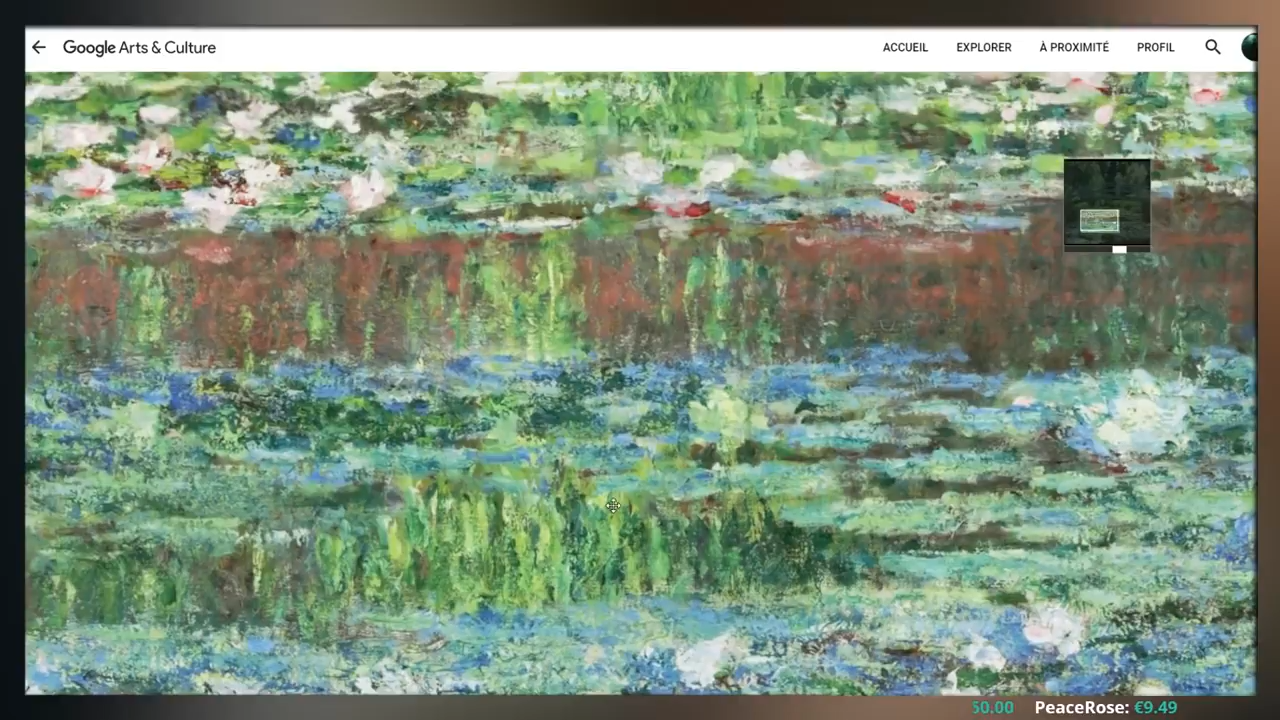 Google Arts & Culture ACCUEIL EXPLORER À PROXIMITÉ PROFIL
50.00 PeaceRose: €9.49